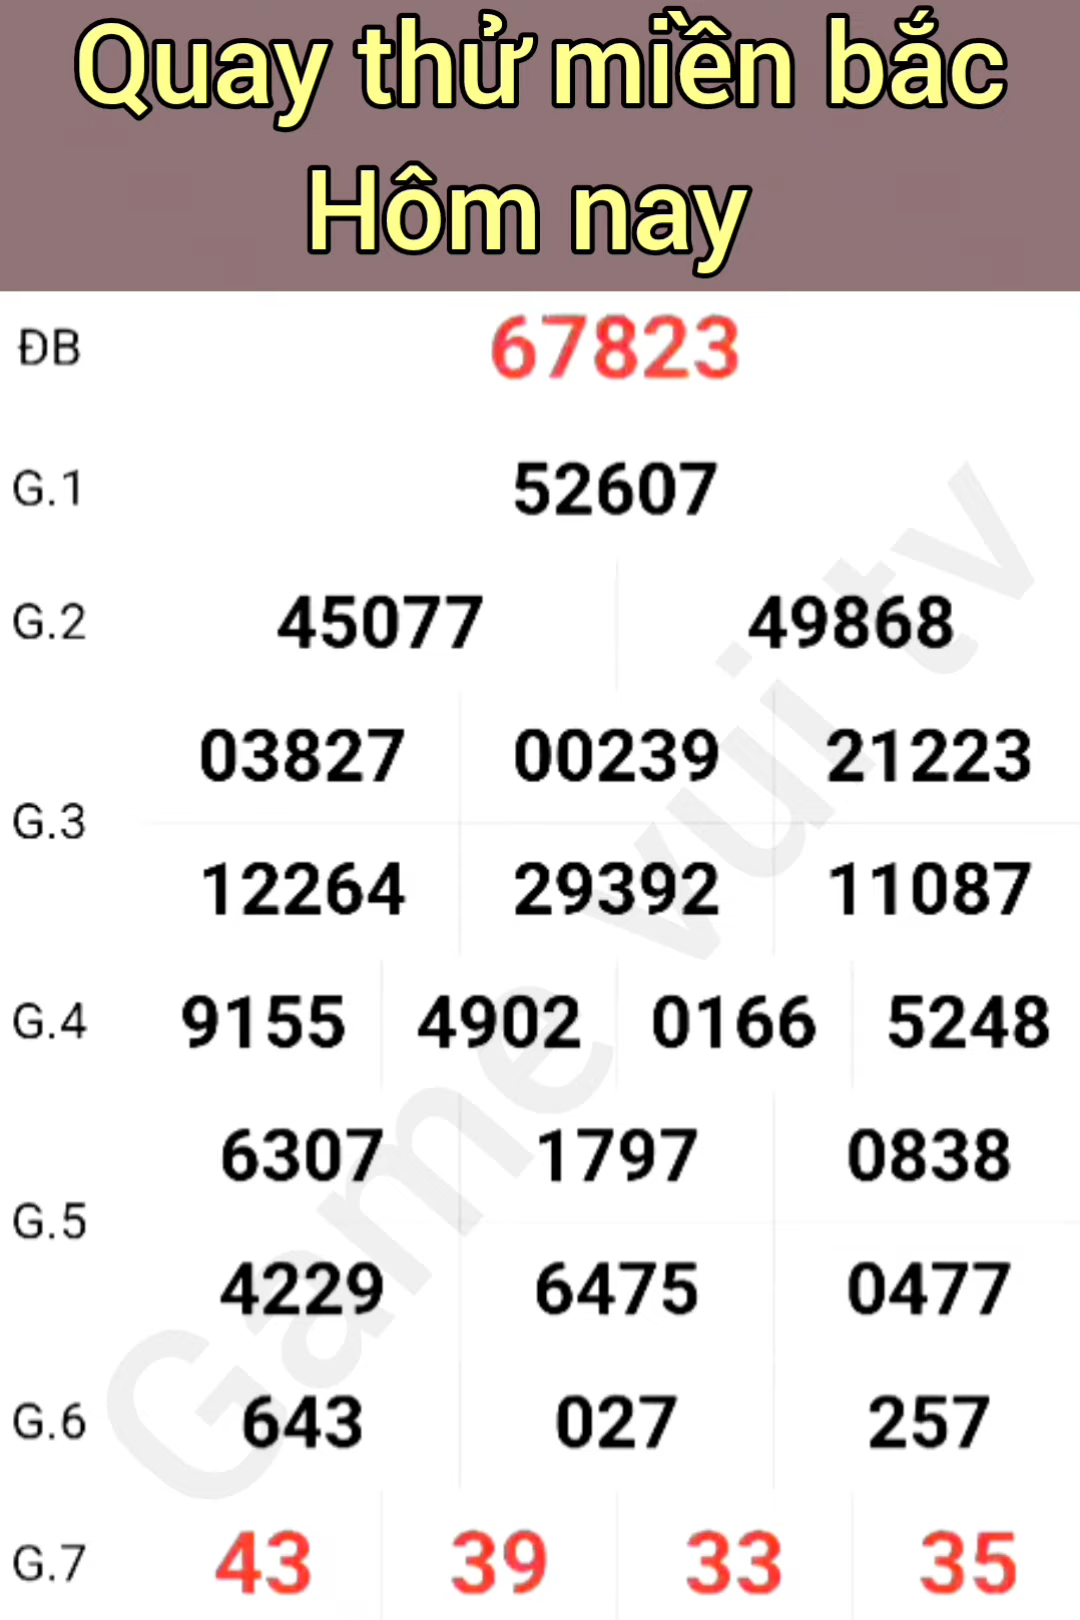 Quay thử miền bắc
Hôm nay
ĐB 67823
G.1 52607
G.2 45077 49868
G.3
03827 00239 21223
12264 29392 11087
G.4 9155 4902 0166 5248
G.5
6307 1797 0838
4229 6475 0477
G.6 643 027 257
G.7 43 39 33 35
Game vui tv